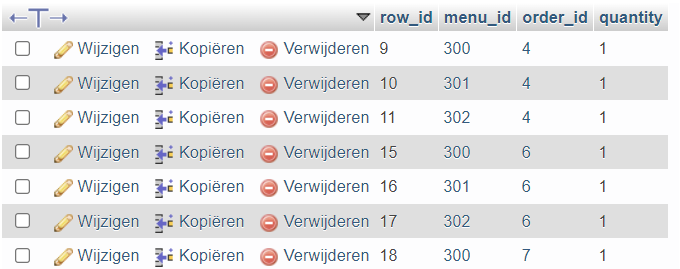 row_id menu_id order_id quantity
Wijzigen Kopiëren Verwijderen 9 300 4 1
Wijzigen Kopiëren Verwijderen 10 301 4 1
Wijzigen Kopiëren Verwijderen 11 302 4 1
Wijzigen Kopiëren Verwijderen 15 300 6 1
Wijzigen Kopiëren Verwijderen 16 301 6 1
Wijzigen Kopiëren Verwijderen 17 302 6 1
Wijzigen Kopiëren Verwijderen 18 300 7 1